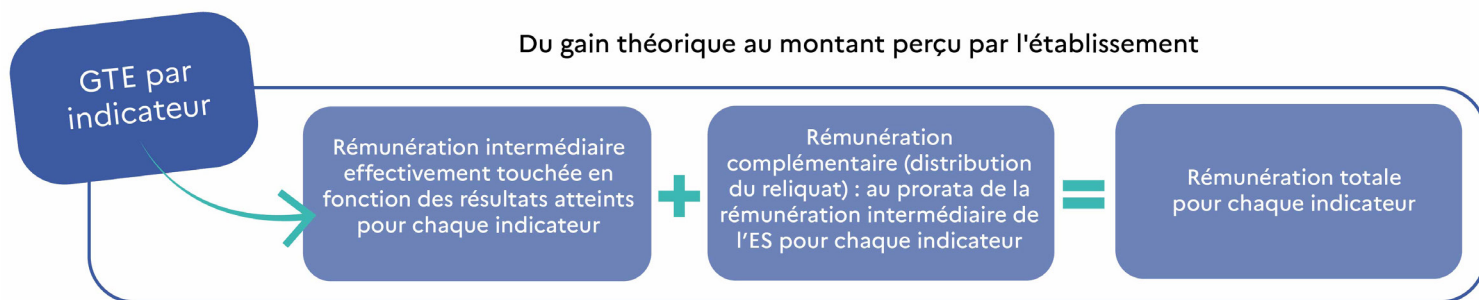 Du gain théorique au montant perçu par l'établissement
GTE par
indicateur
Rémunération intermédiaire
effectivement touchée en
fonction des résultats atteints
pour chaque indicateur
+
Rémunération
complémentaire (distribution
du reliquat) : au prorata de la
rémunération intermédiaire de
l’ES pour chaque indicateur
=
Rémunération totale
pour chaque indicateur